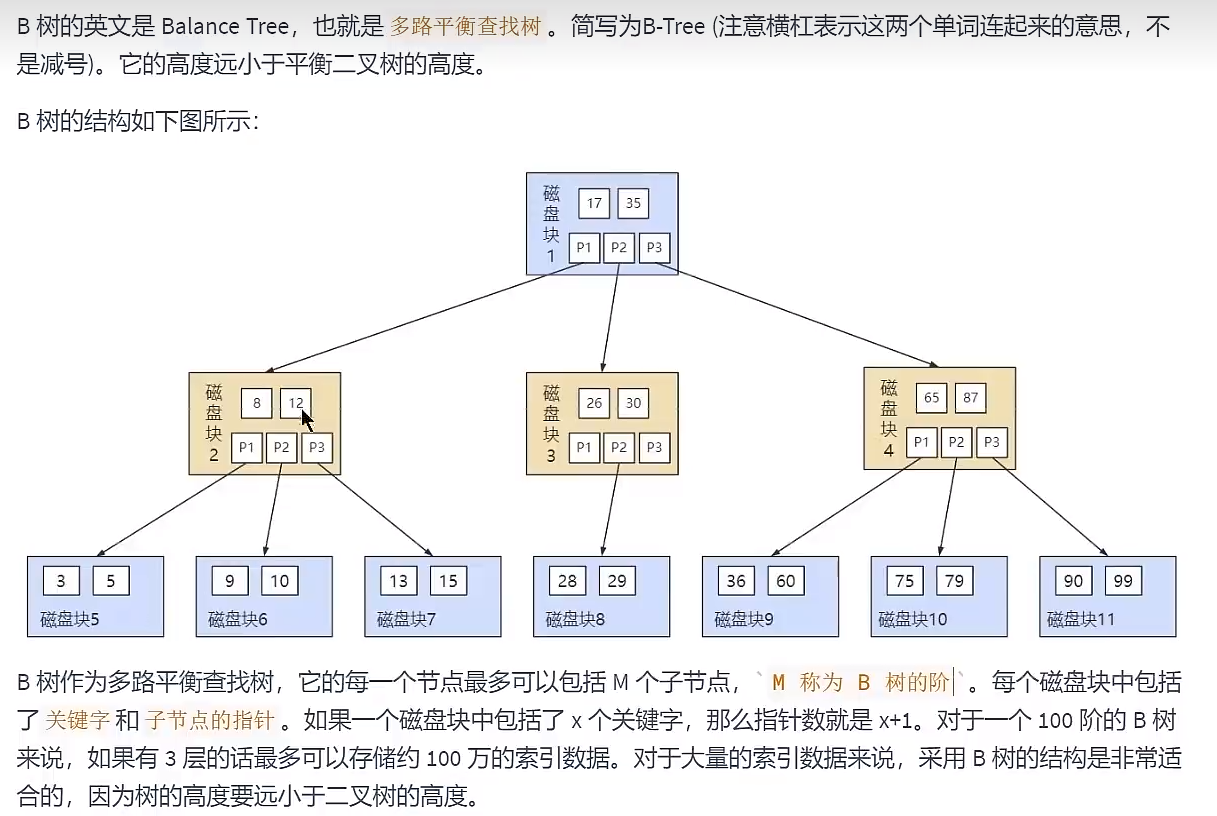 B 树的英文是 Balance Tree，也就是 多路平衡查找树 。简写为B-Tree (注意横杠表示这两个单词连起来的意思，不
是减号)。它的高度远小于平衡二叉树的高度。
B 树的结构如下图所示：
磁盘块1
17 35
P1 P2 P3
磁盘块2
8 12
P1 P2 P3
磁盘块3
26 30
P1 P2 P3
磁盘块4
65 87
P1 P2 P3
3 5
磁盘块5
9 10
磁盘块6
13 15
磁盘块7
28 29
磁盘块8
36 60
磁盘块9
75 79
磁盘块10
90 99
磁盘块11
B 树作为多路平衡查找树，它的每一个节点最多可以包括 M 个子节点，` M 称为 B 树的阶`。每个磁盘块中包括
了 关键字 和 子节点的指针 。如果一个磁盘块中包括了 x 个关键字，那么指针数就是 x+1。对于一个 100 阶的 B 树
来说，如果有 3 层的话最多可以存储约 100 万的索引数据。对于大量的索引数据来说，采用 B 树的结构是非常适
合的，因为树的高度要远小于二叉树的高度。